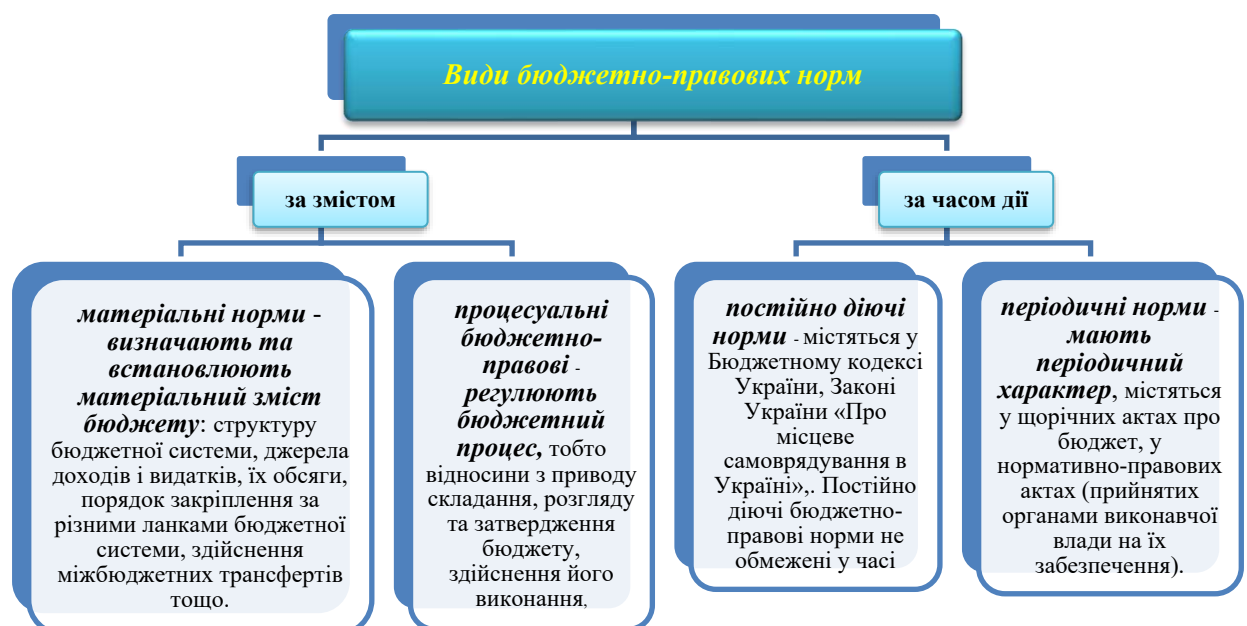 Види бюджетно-правових норм
за змістом
за часом дії
матеріальні норми -
визначають та
встановлюють
матеріальний зміст
бюджету: структуру
бюджетної системи, джерела
доходів і видатків, їх обсяги,
порядок закріплення за
різними ланками бюджетної
системи, здійснення
міжбюджетних трансфертів
тощо.
процесуальні
бюджетно-
правові -
регулюють
бюджетний
процес, тобто
відносини з приводу
складання, розгляду
та затвердження
бюджету,
здійснення його
виконання,
постійно діючі
норми - містяться у
Бюджетному кодексі
України, Законі
України «Про
місцеве
самоврядування в
Україні»,. Постійно
діючі бюджетно-
правові норми не
обмежені у часі
періодичні норми -
мають
періодичний
характер, містяться
у щорічних актах про
бюджет, у
нормативно-правових
актах (прийнятих
органами виконавчої
влади на їх
забезпечення).